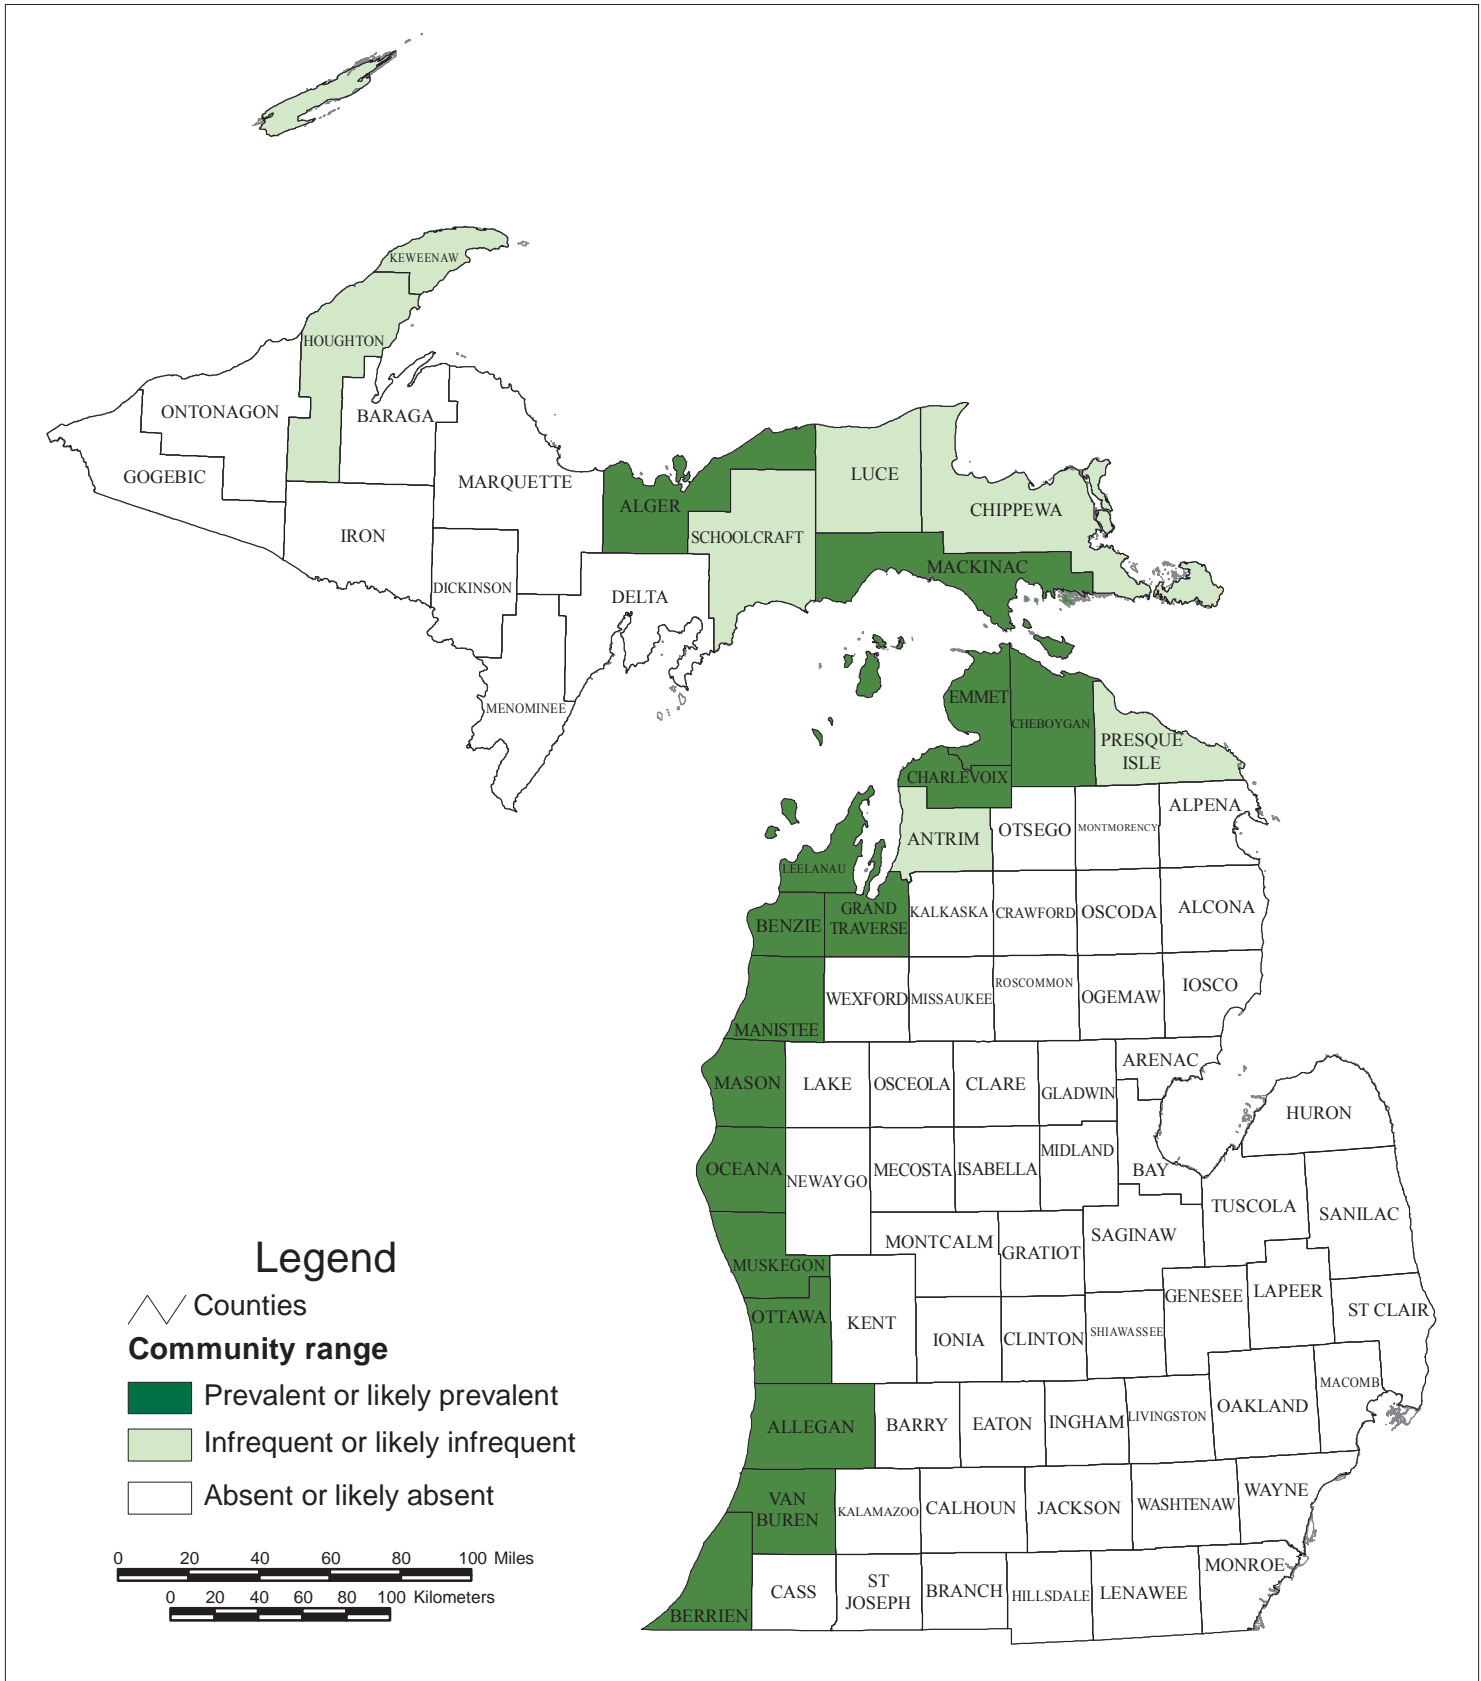 KEWEENAW
HOUGHTON
ONTONAGON
BARAGA
GOGEBIC
MARQUETTE
LUCE
ALGER
CHIPPEWA
IRON
SCHOOLCRAFT
MACKINAC
DICKINSON
DELTA
EMMET
MENOMINEE
CHEBOYGAN
PRESQUE
ISLE
CHARLEVOIX
ALPENA
OTSEGO
MONTMORENCY
ANTRIM
LEELANAU
GRAND
TRAVERSE
KALKASKA
CRAWFORD
OSCODA
ALCONA
BENZIE
WEXFORD
MISSAUKEE
ROSCOMMON
OGEMAW
IOSCO
MANISTEE
ARENAC
MASON
LAKE
OSCEOLA
CLARE
GLADWIN
HURON
OCEANA
NEWAYGO
MECOSTA
ISABELLA
MIDLAND
BAY
TUSCOLA
SANILAC
MONTCALM
GRATIOT
SAGINAW
MUSKEGON
GENESEE
LAPEER
OTTAWA
KENT
IONIA
CLINTON
SHIAWASSEE
ST CLAIR
MACOMB
ALLEGAN
BARRY
EATON
INGHAM
LIVINGSTON
OAKLAND
VAN
BUREN
KALAMAZOO
CALHOUN
JACKSON
WASHTENAW
WAYNE
MONROE
BERRIEN
CASS
ST
JOSEPH
BRANCH
HILLSDALE
LENAWEE
Legend
Counties
Community range
Prevalent or likely prevalent
Infrequent or likely infrequent
Absent or likely absent
0 20 40 60 80 100 Miles
0 20 40 60 80 100 Kilometers